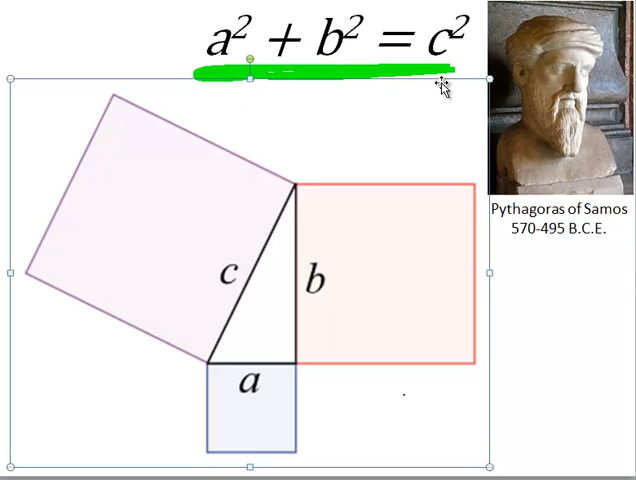 a² + b² = c²
c
b
a
Pythagoras of Samos
570-495 B.C.E.